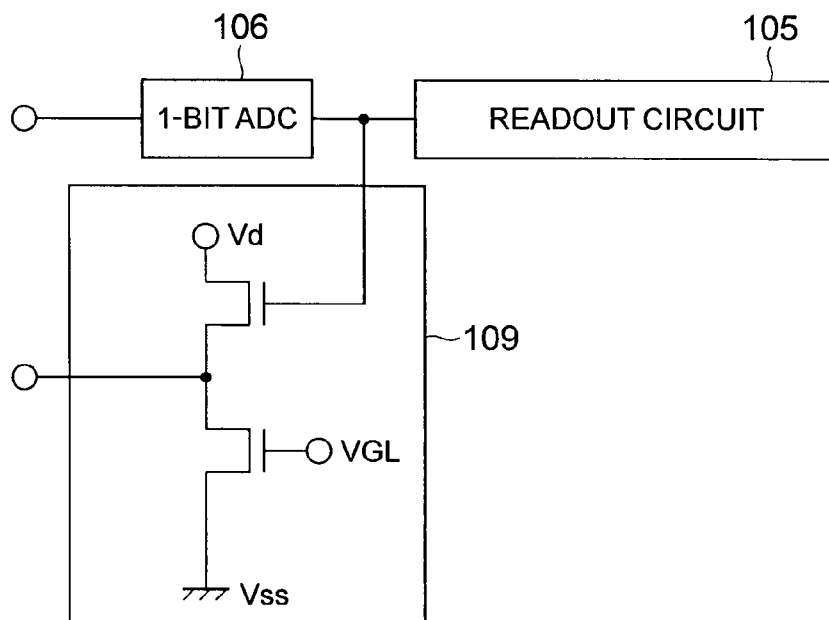 106
105
1-BIT ADC
READOUT CIRCUIT
Vd
109
VGL
Vss